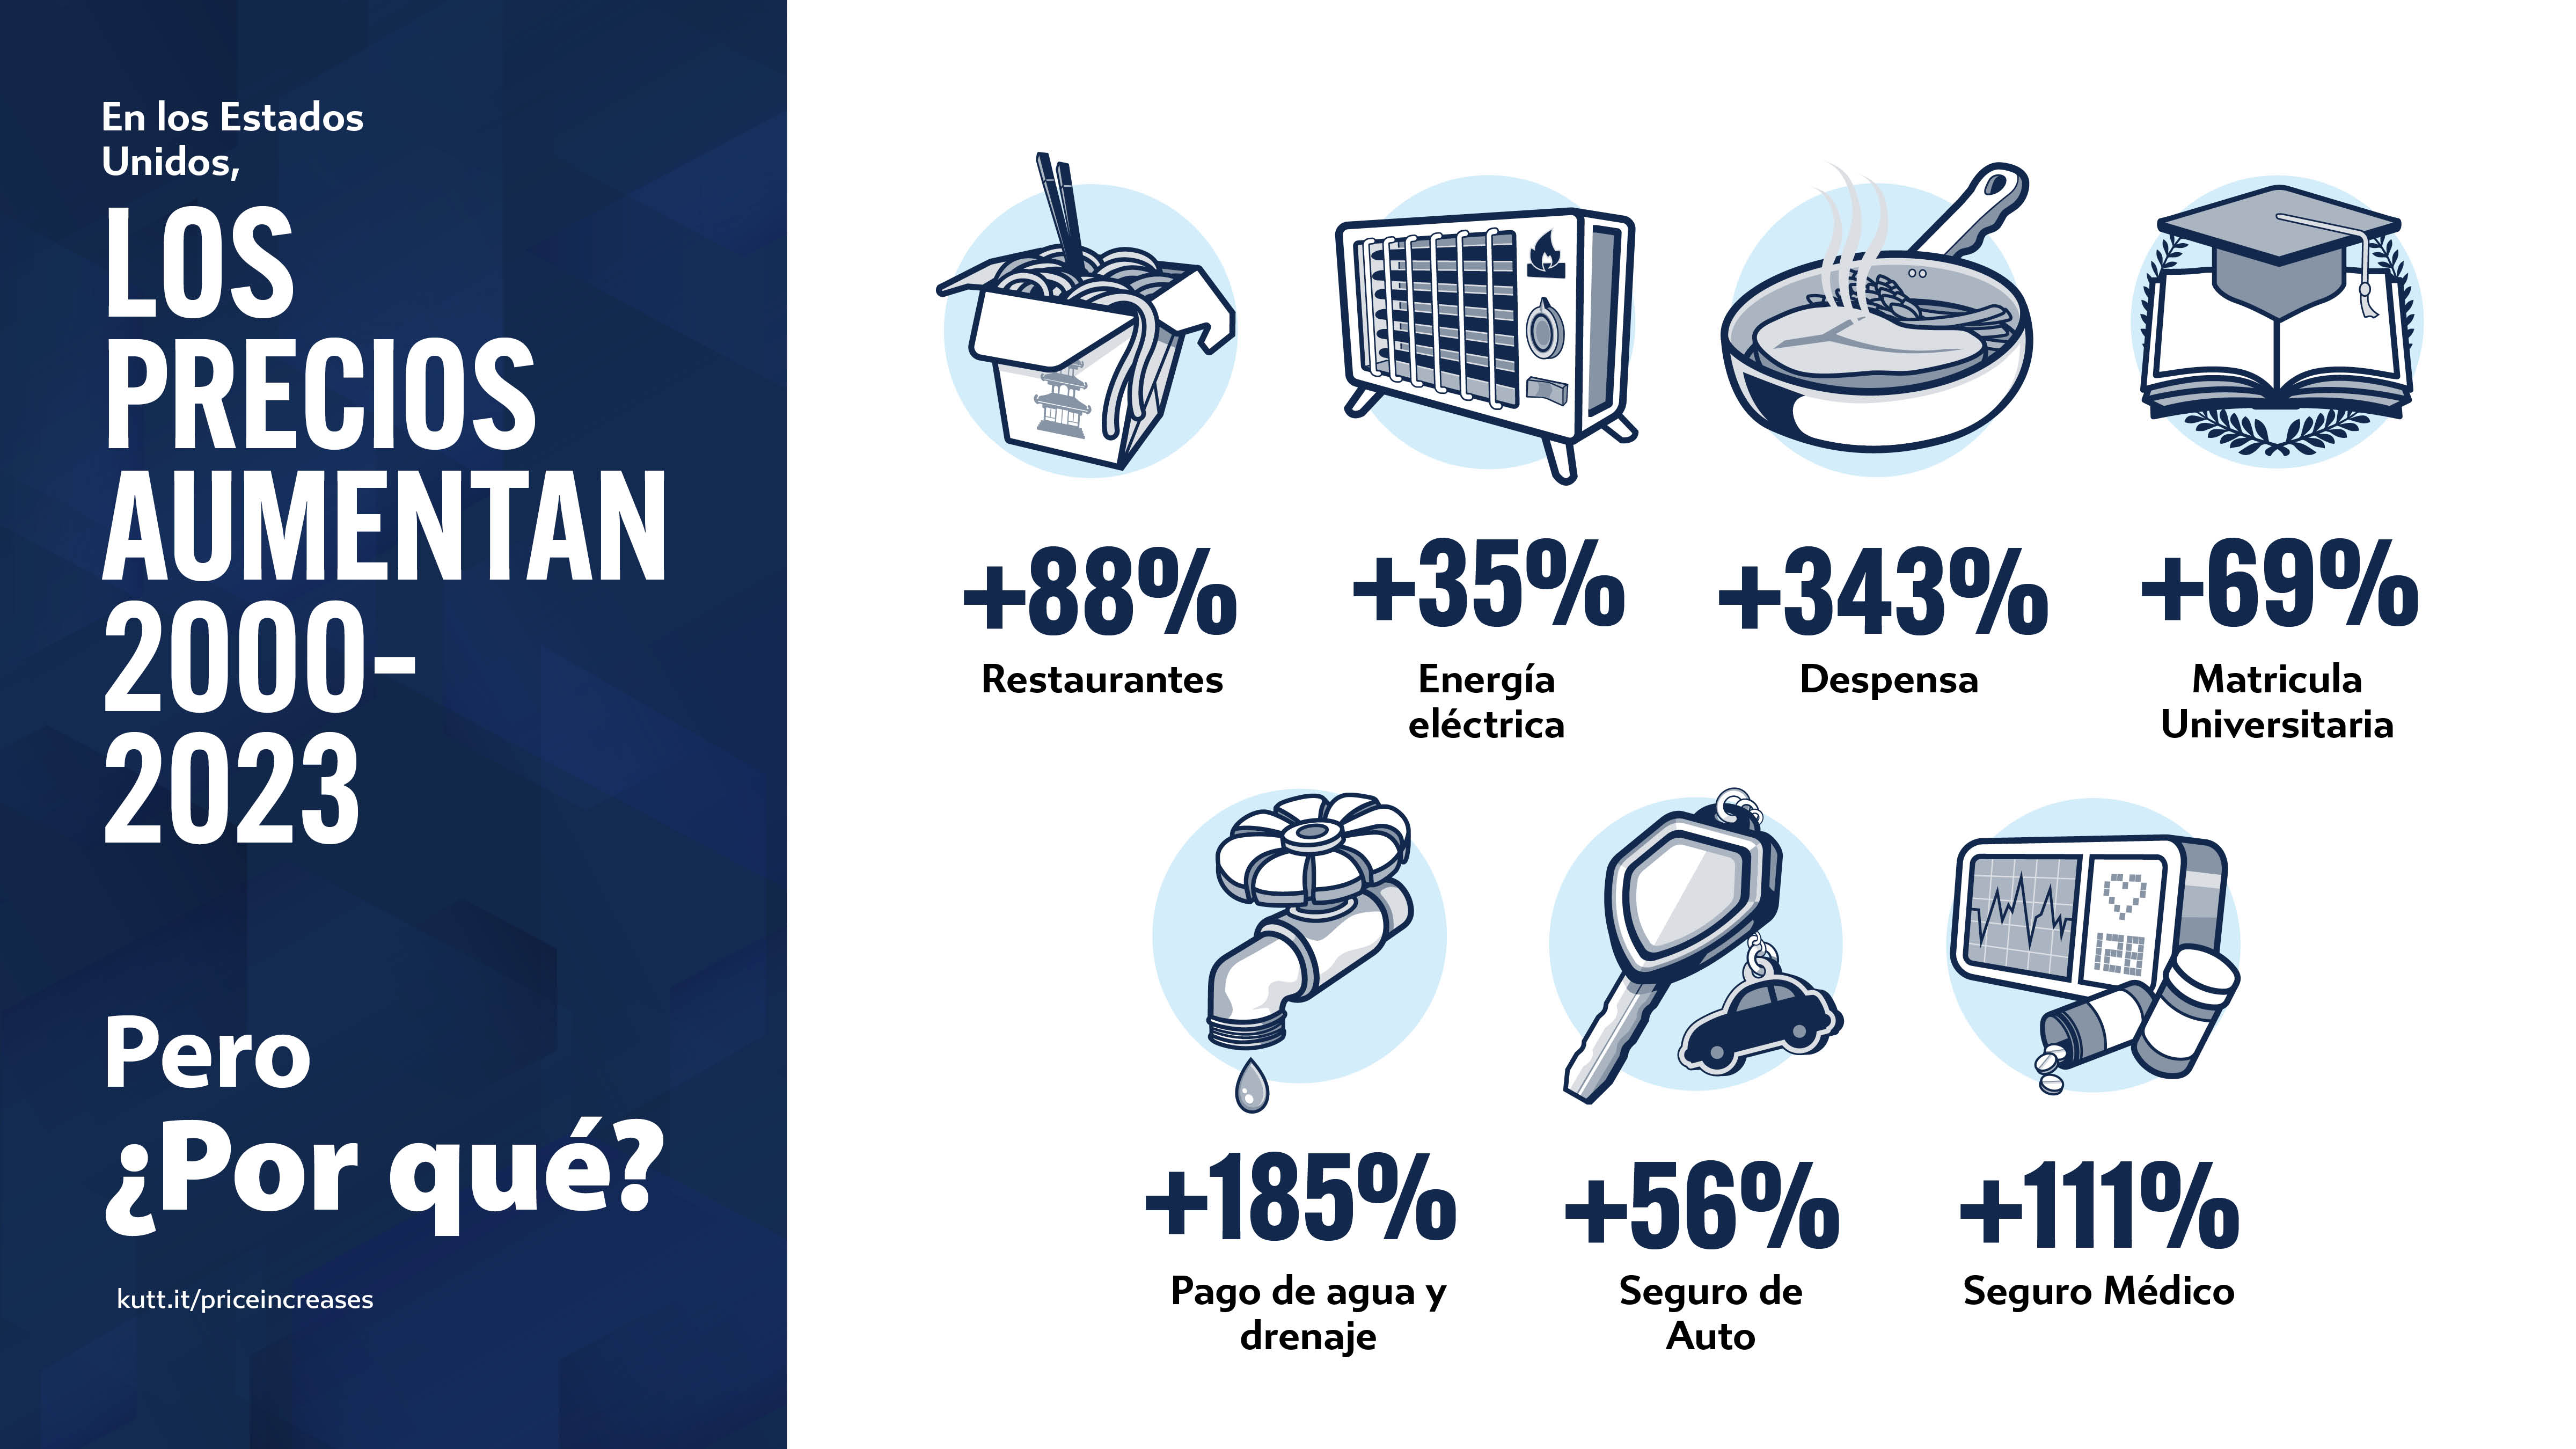 En los Estados
Unidos,
LOS
PRECIOS
AUMENTAN
2000-
2023
Pero
¿Por qué?
kutt.it/priceincreases
+88%
Restaurantes
+35%
Energía
eléctrica
+343%
Despensa
+69%
Matricula
Universitaria
+185%
Pago de agua y
drenaje
+56%
Seguro de
Auto
+111%
Seguro Médico